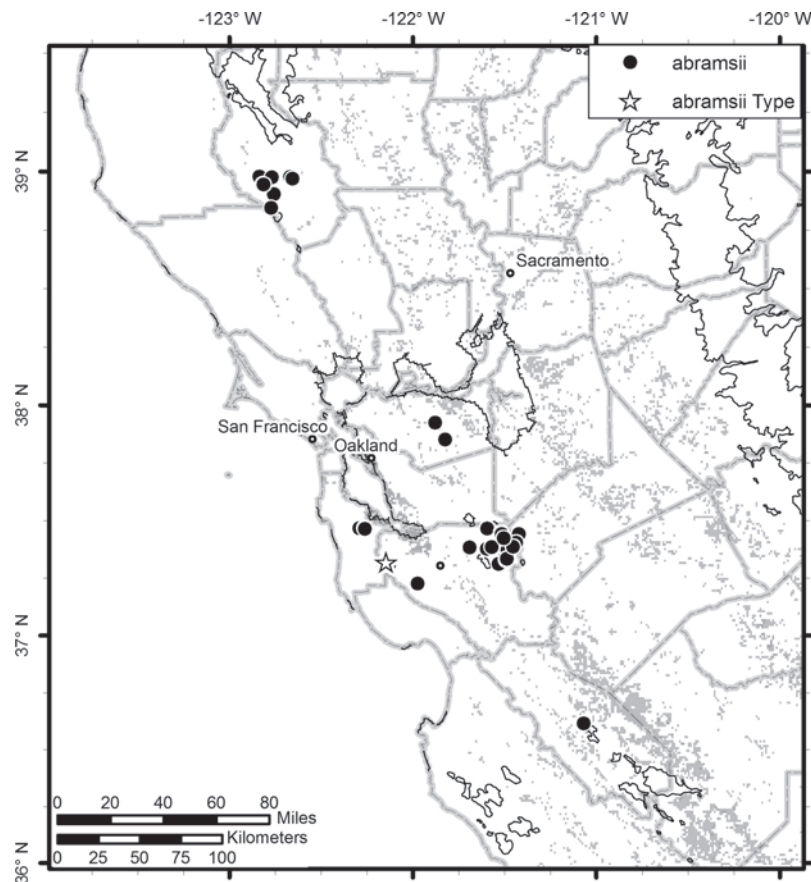 -123° W -122° W -121° W -120° W
abramsii
abramsii Type
39° N
Sacramento
38° N
San Francisco
Oakland
37° N
0 20 40 60 80
Miles
Kilometers
0 25 50 75 100
36° N